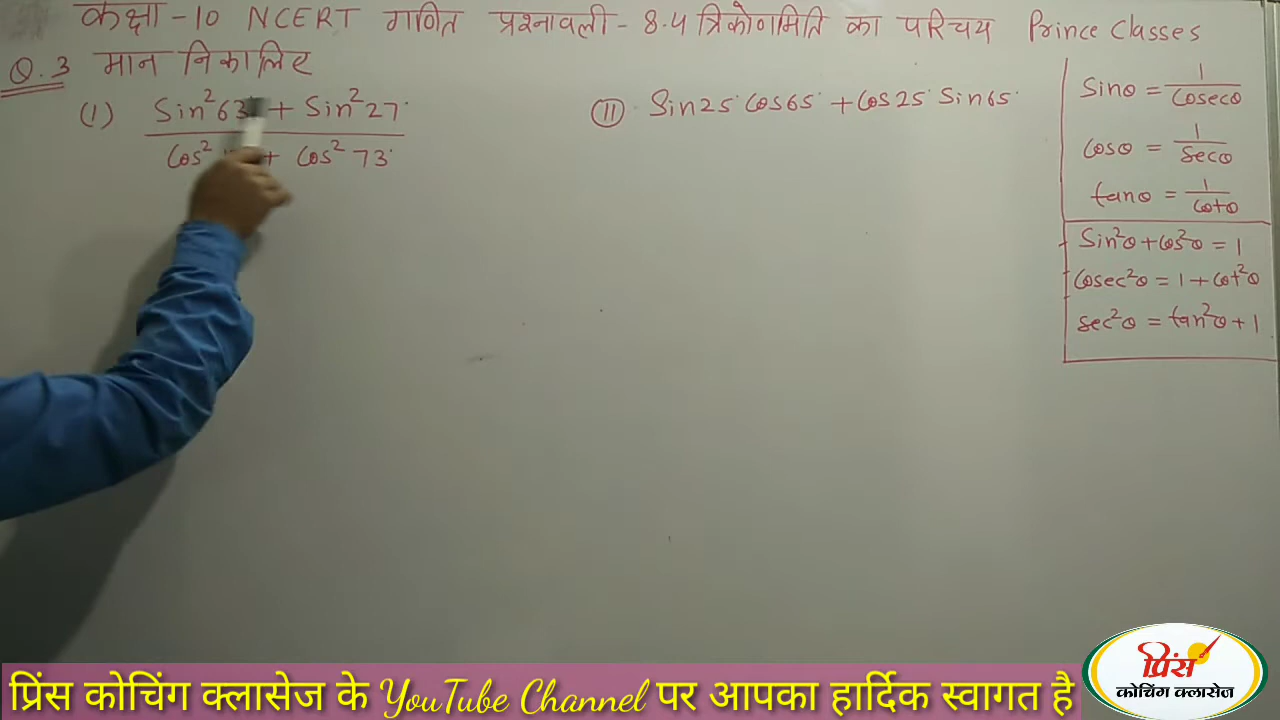 कक्षा -10 NCERT गणित प्रश्नावली - 8.4 त्रिकोणमिति का परिचय Prince Classes
Q.3 मान निकालिए
(1) Sin²63° + Sin²27°
Cos² + Cos²73°
(II) Sin25° Cos65° + Cos25° Sin65°
Sinθ = 1/Cosecθ
Cosθ = 1/Secθ
tanθ = 1/Cotθ
Sin²θ + Cos²θ = 1
Cosec²θ = 1 + Cot²θ
Sec²θ = tan²θ + 1
प्रिंस कोचिंग क्लासेज के YouTube Channel पर आपका हार्दिक स्वागत है
प्रिंस
कोचिंग क्लासेज